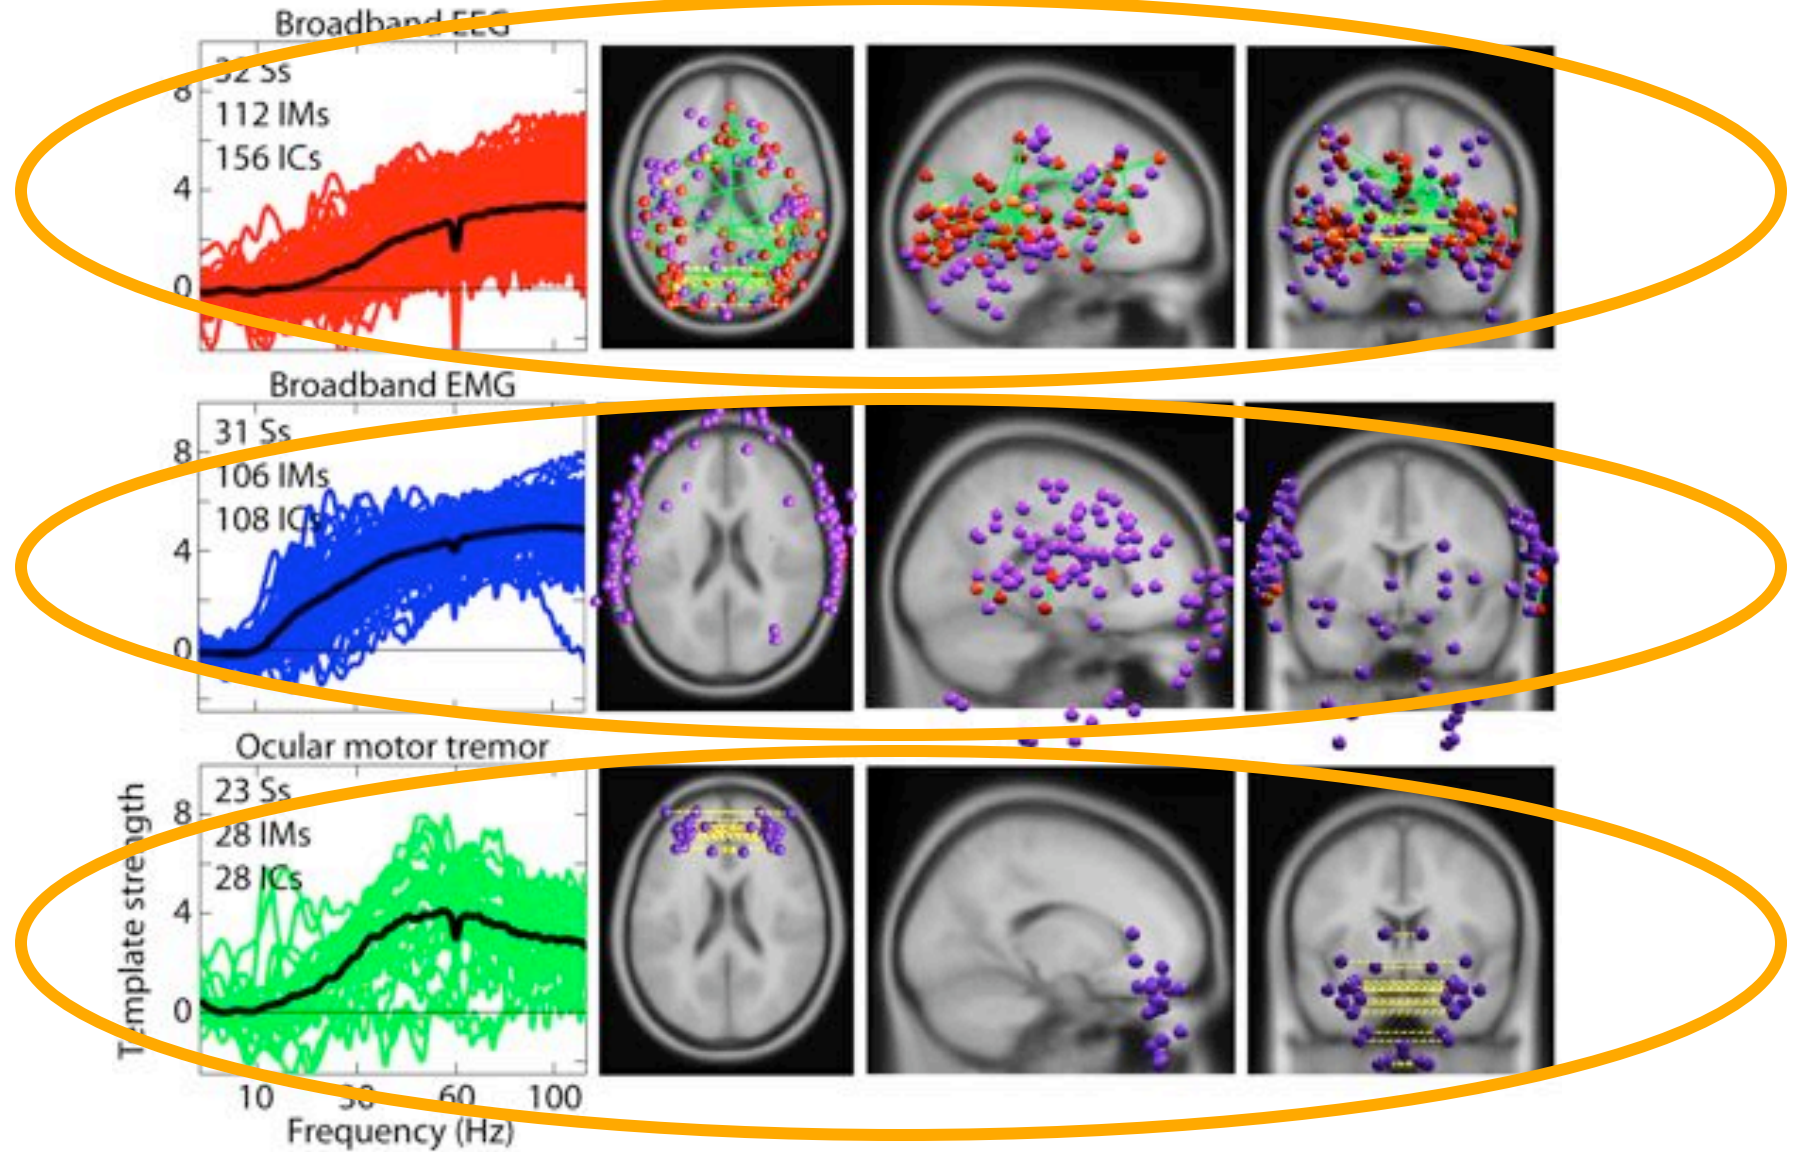 Broadband EEG
32 Ss
112 IMs
156 ICs
8
4
0
Broadband EMG
31 Ss
106 IMs
108 ICs
8
4
0
Ocular motor tremor
23 Ss
28 IMs
28 ICs
8
4
0
Template strength
10 30 60 100
Frequency (Hz)